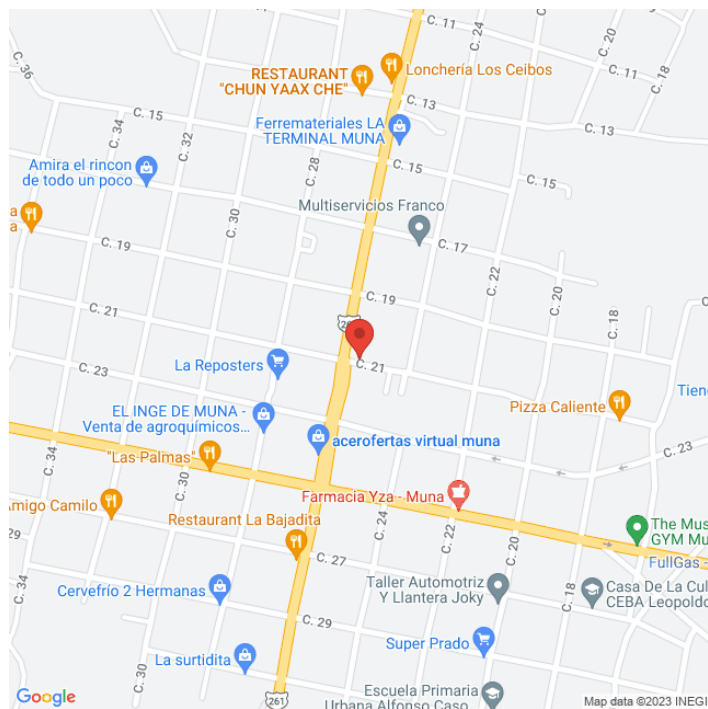 C. 24
C. 20
C. 18
C. 11
C. 11
Lonchería Los Ceibos
RESTAURANT
"CHUN YAAX CHE"
C. 36
C. 13
C. 13
C. 15
Ferremateriales LA
TERMINAL MUNA
C. 34
C. 32
C. 28
C. 15
C. 15
Amira el rincon
de todo un poco
Multiservicios Franco
C. 30
a
a
C. 17
C. 19
C. 22
C. 20
C. 19
C. 18
C. 21
C. 21
La Reposters
C. 23
Tien
Pizza Caliente
EL INGE DE MUNA -
Venta de agroquímicos...
acerofertas virtual muna
C. 23
"Las Palmas"
C. 34
C. 30
Farmacia Yza - Muna
Amigo Camilo
Restaurant La Bajadita
C. 24
C. 22
C. 20
The Mus
GYM Mu
29
C. 27
FullGas -
C. 34
Taller Automotriz
Y Llantera Joky
C. 18
Casa De La Cul
CEBA Leopoldo
Cervefrío 2 Hermanas
C. 29
Super Prado
La surtidita
Escuela Primaria
Urbana Alfonso Caso
261
Google
Map data ©2023 INEGI